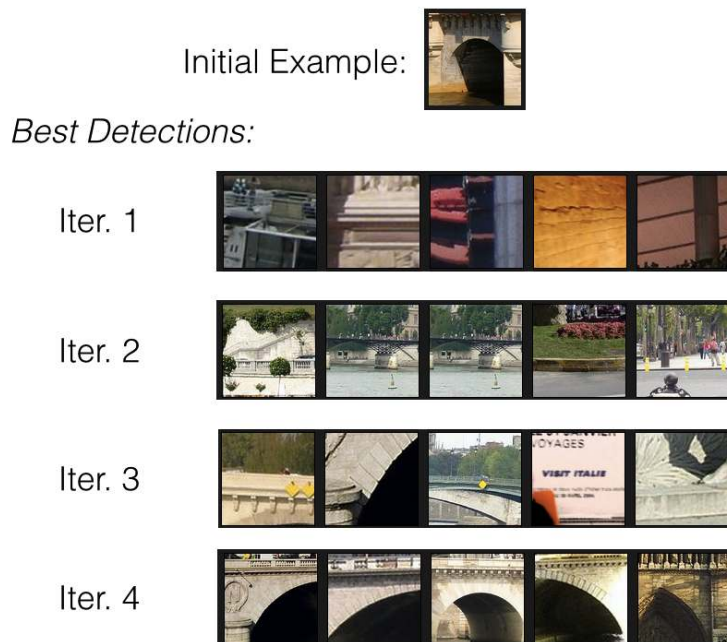 Initial Example:
Best Detections:
Iter. 1
Iter. 2
Iter. 3
VOYAGES
VISIT ITALIE
Iter. 4